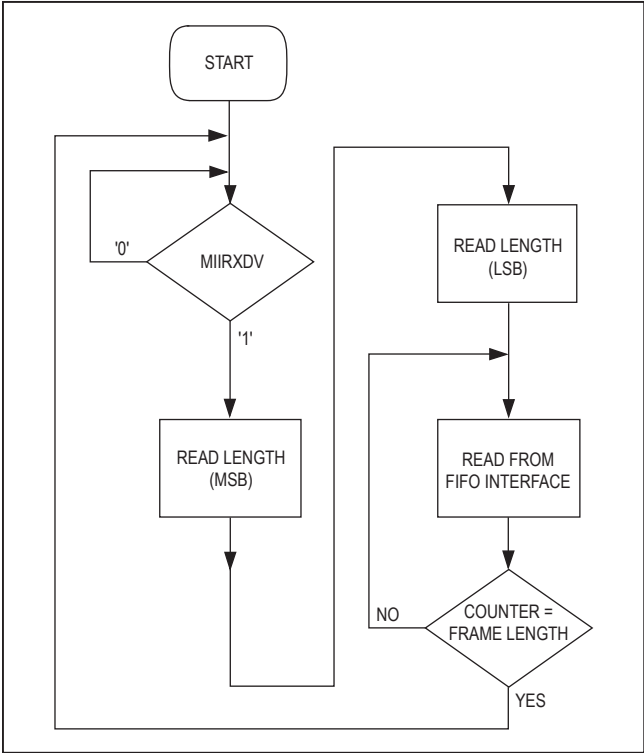 START
'0'
MIIRXDV
'1'
READ LENGTH
(MSB)
READ LENGTH
(LSB)
READ FROM
FIFO INTERFACE
NO
COUNTER =
FRAME LENGTH
YES